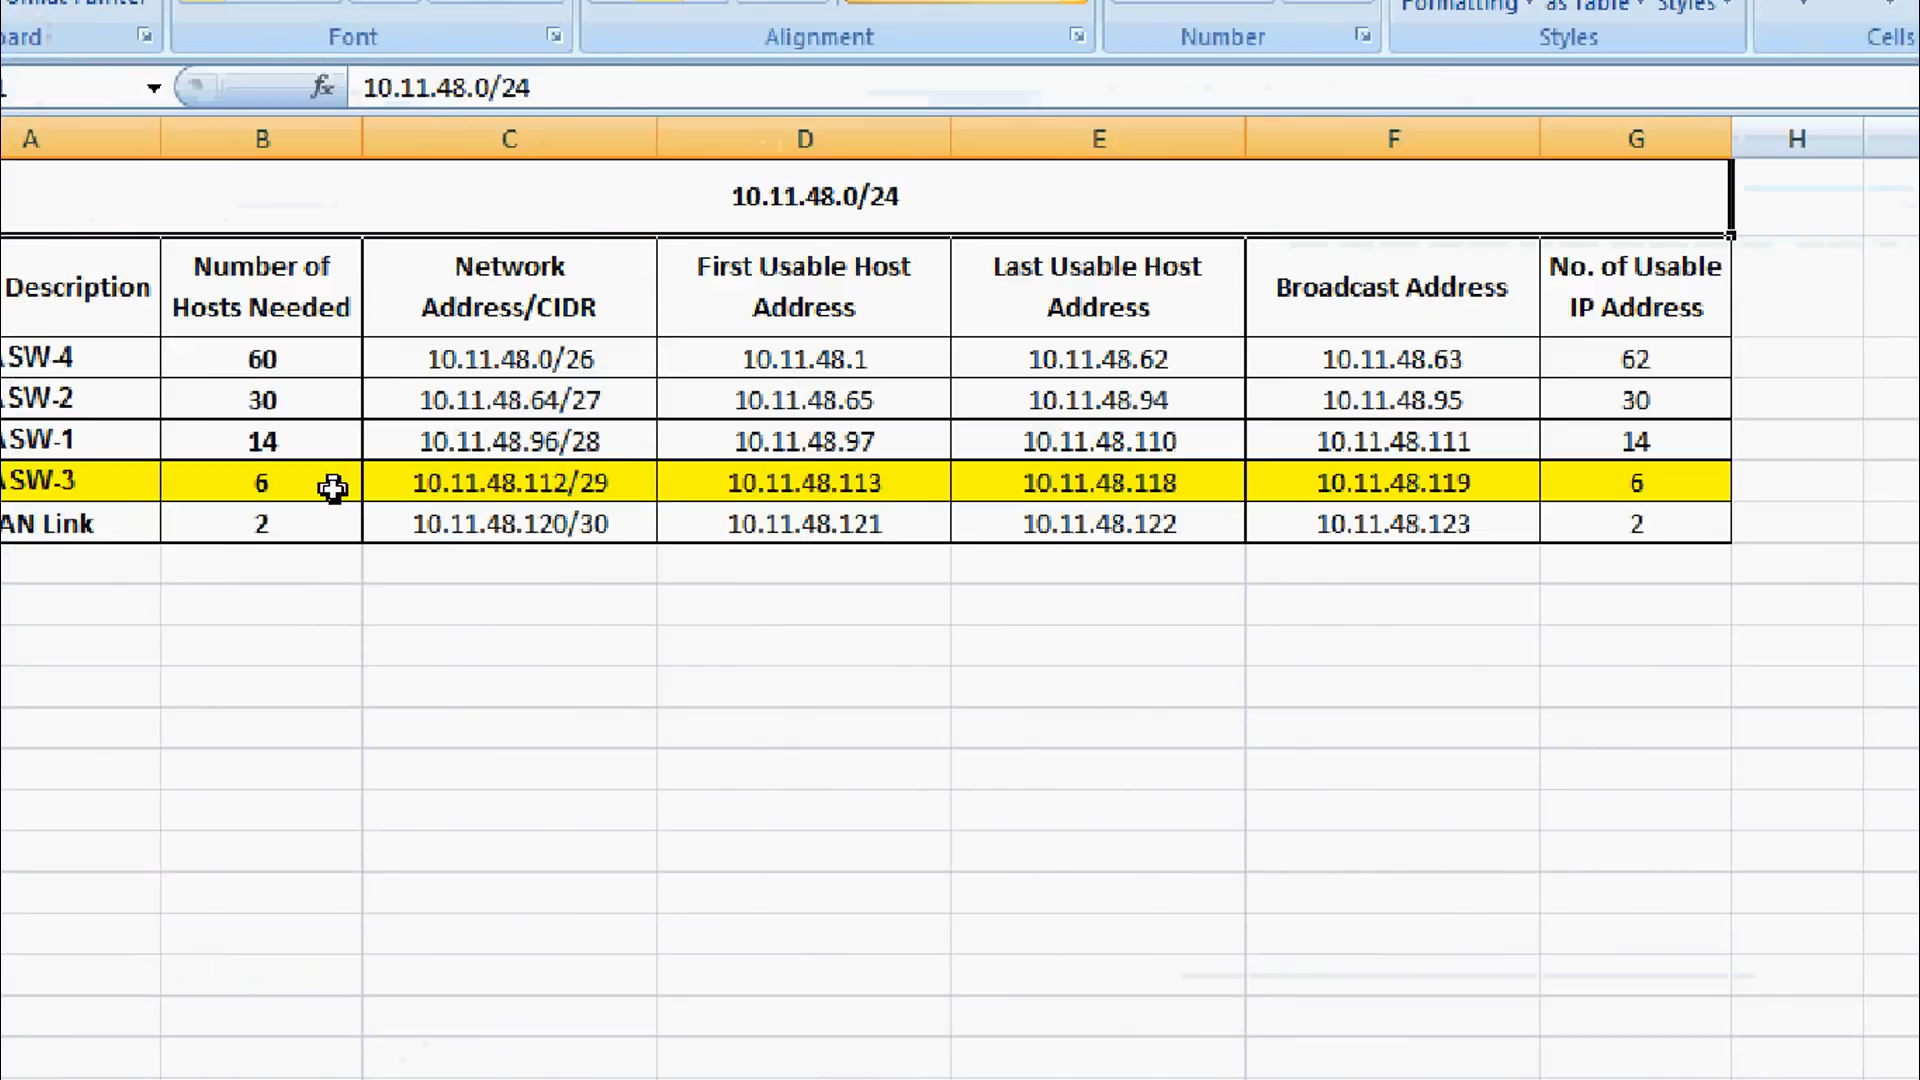 Formatting as Table Styles
Font Alignment Number Styles Cells
fx 10.11.48.0/24
A B C D E F G H
10.11.48.0/24
Description Number of Hosts Needed Network Address/CIDR First Usable Host Address Last Usable Host Address Broadcast Address No. of Usable IP Address
SW-4 60 10.11.48.0/26 10.11.48.1 10.11.48.62 10.11.48.63 62
SW-2 30 10.11.48.64/27 10.11.48.65 10.11.48.94 10.11.48.95 30
SW-1 14 10.11.48.96/28 10.11.48.97 10.11.48.110 10.11.48.111 14
ASW-3 6 10.11.48.112/29 10.11.48.113 10.11.48.118 10.11.48.119 6
AN Link 2 10.11.48.120/30 10.11.48.121 10.11.48.122 10.11.48.123 2